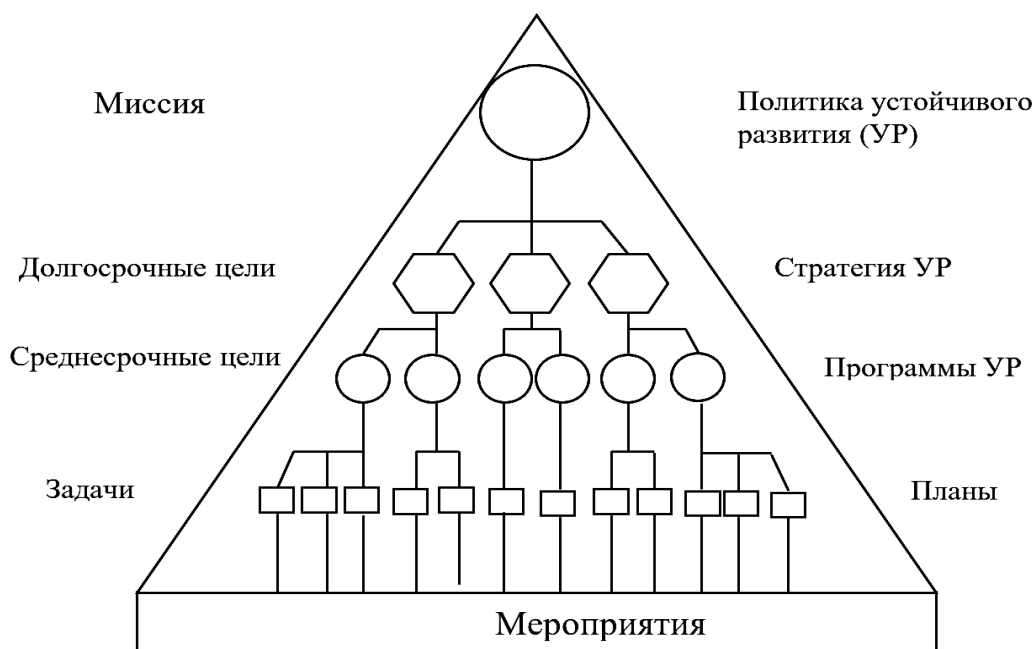 Миссия
Политика устойчивого
развития (УР)
Долгосрочные цели
Стратегия УР
Среднесрочные цели
Программы УР
Задачи
Планы
Мероприятия